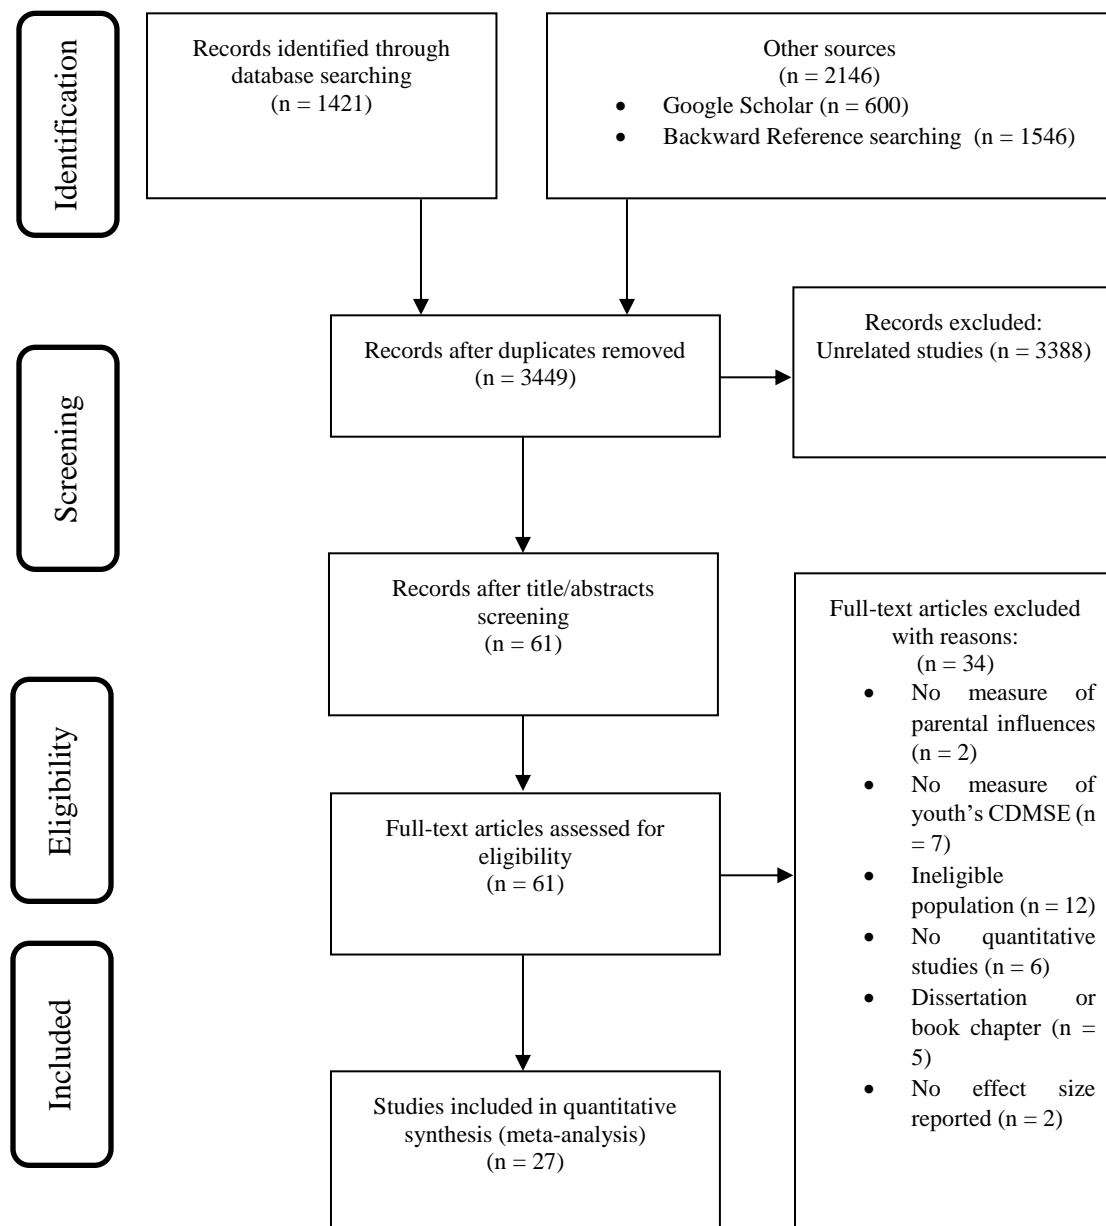 Identification
Records identified through
database searching
(n = 1421)
Other sources
(n = 2146)
• Google Scholar (n = 600)
• Backward Reference searching (n = 1546)
Screening
Records after duplicates removed
(n = 3449)
Records excluded:
Unrelated studies (n = 3388)
Records after title/abstracts
screening
(n = 61)
Eligibility
Full-text articles assessed for
eligibility
(n = 61)
Full-text articles excluded
with reasons:
(n = 34)
• No measure of
parental influences
(n = 2)
• No measure of
youth’s CDMSE (n
= 7)
• Ineligible
population (n = 12)
• No quantitative
studies (n = 6)
• Dissertation or
book chapter (n =
5)
• No effect size
reported (n = 2)
Included
Studies included in quantitative
synthesis (meta-analysis)
(n = 27)